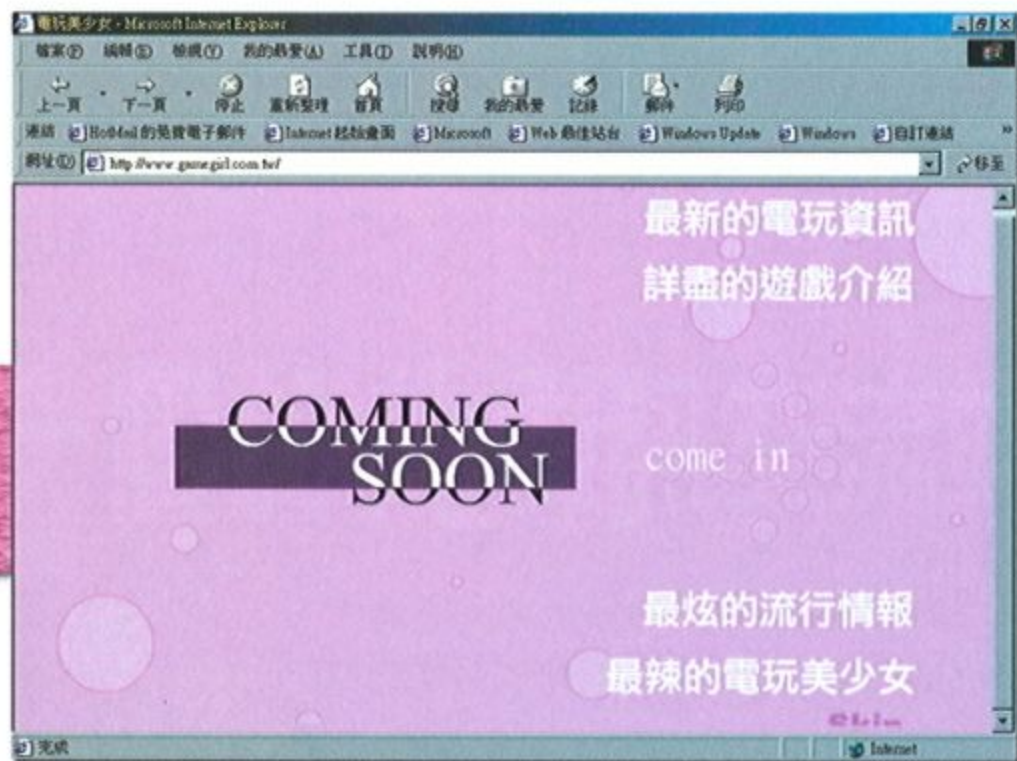 電玩美少女 - Microsoft Internet Explorer
檔案(F) 編輯(E) 檢視(V) 我的最愛(A) 工具(T) 說明(H)
上一頁 下一頁 停止 重新整理 首頁 搜尋 我的最愛 記錄 郵件 列印
連結 HotMail 的免費電子郵件 Internet 起始畫面 Microsoft Web 最佳站台 Windows Update Windows 自訂連結 »
網址(D) http://www.gamegirl.com.tw/ 移至
最新的電玩資訊
詳盡的遊戲介紹
COMING
SOON
come in
最炫的流行情報
最辣的電玩美少女
完成 Internet